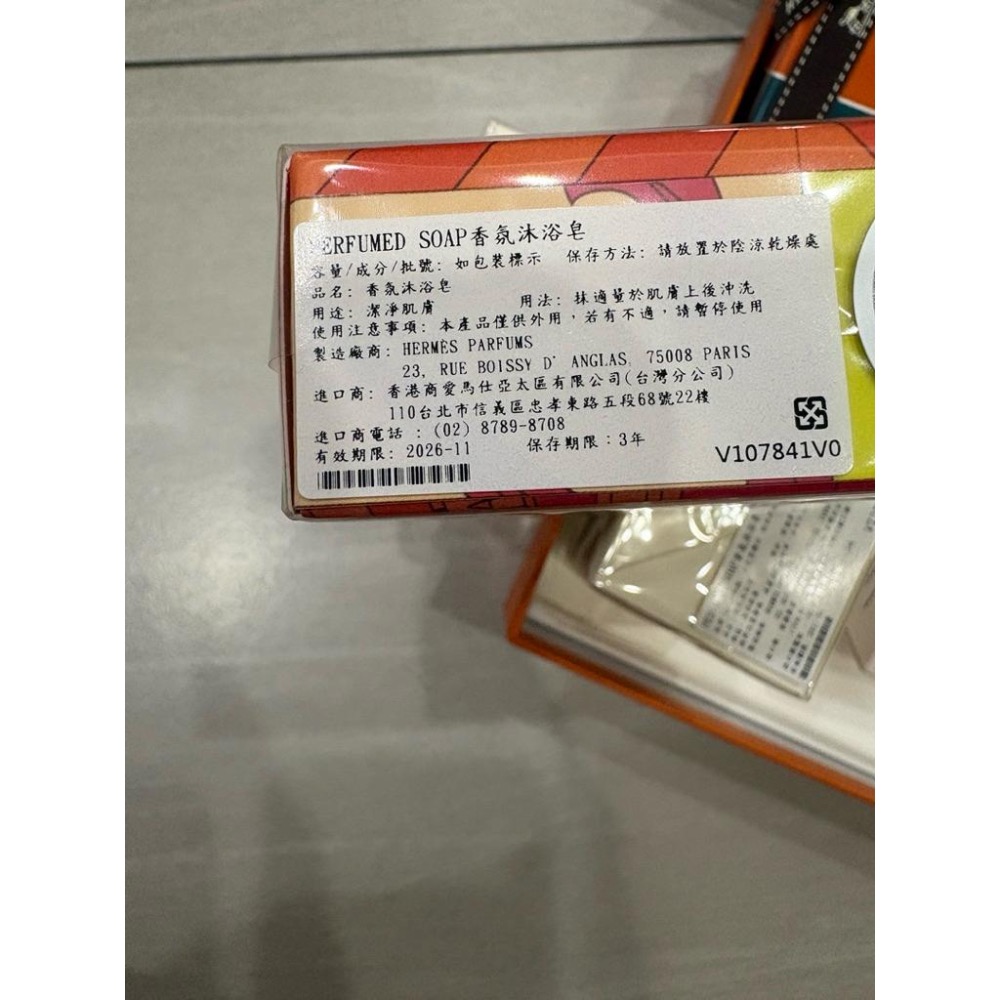 PERFUMED SOAP香氛沐浴皂
容量/成分/批號: 如包裝標示 保存方法: 請放置於陰涼乾燥處
品名: 香氛沐浴皂
用途: 潔淨肌膚 用法: 抹適量於肌膚上後沖洗
使用注意事項: 本產品僅供外用,若有不適,請暫停使用
製造廠商: HERMES PARFUMS
23, RUE BOISSY D' ANGLAS, 75008 PARIS
進口商: 香港商愛馬仕亞太區有限公司(台灣分公司)
110台北市信義區忠孝東路五段68號22樓
進口商電話 : (02) 8789-8708
有效期限: 2026-11 保存期限:3年
V107841V0